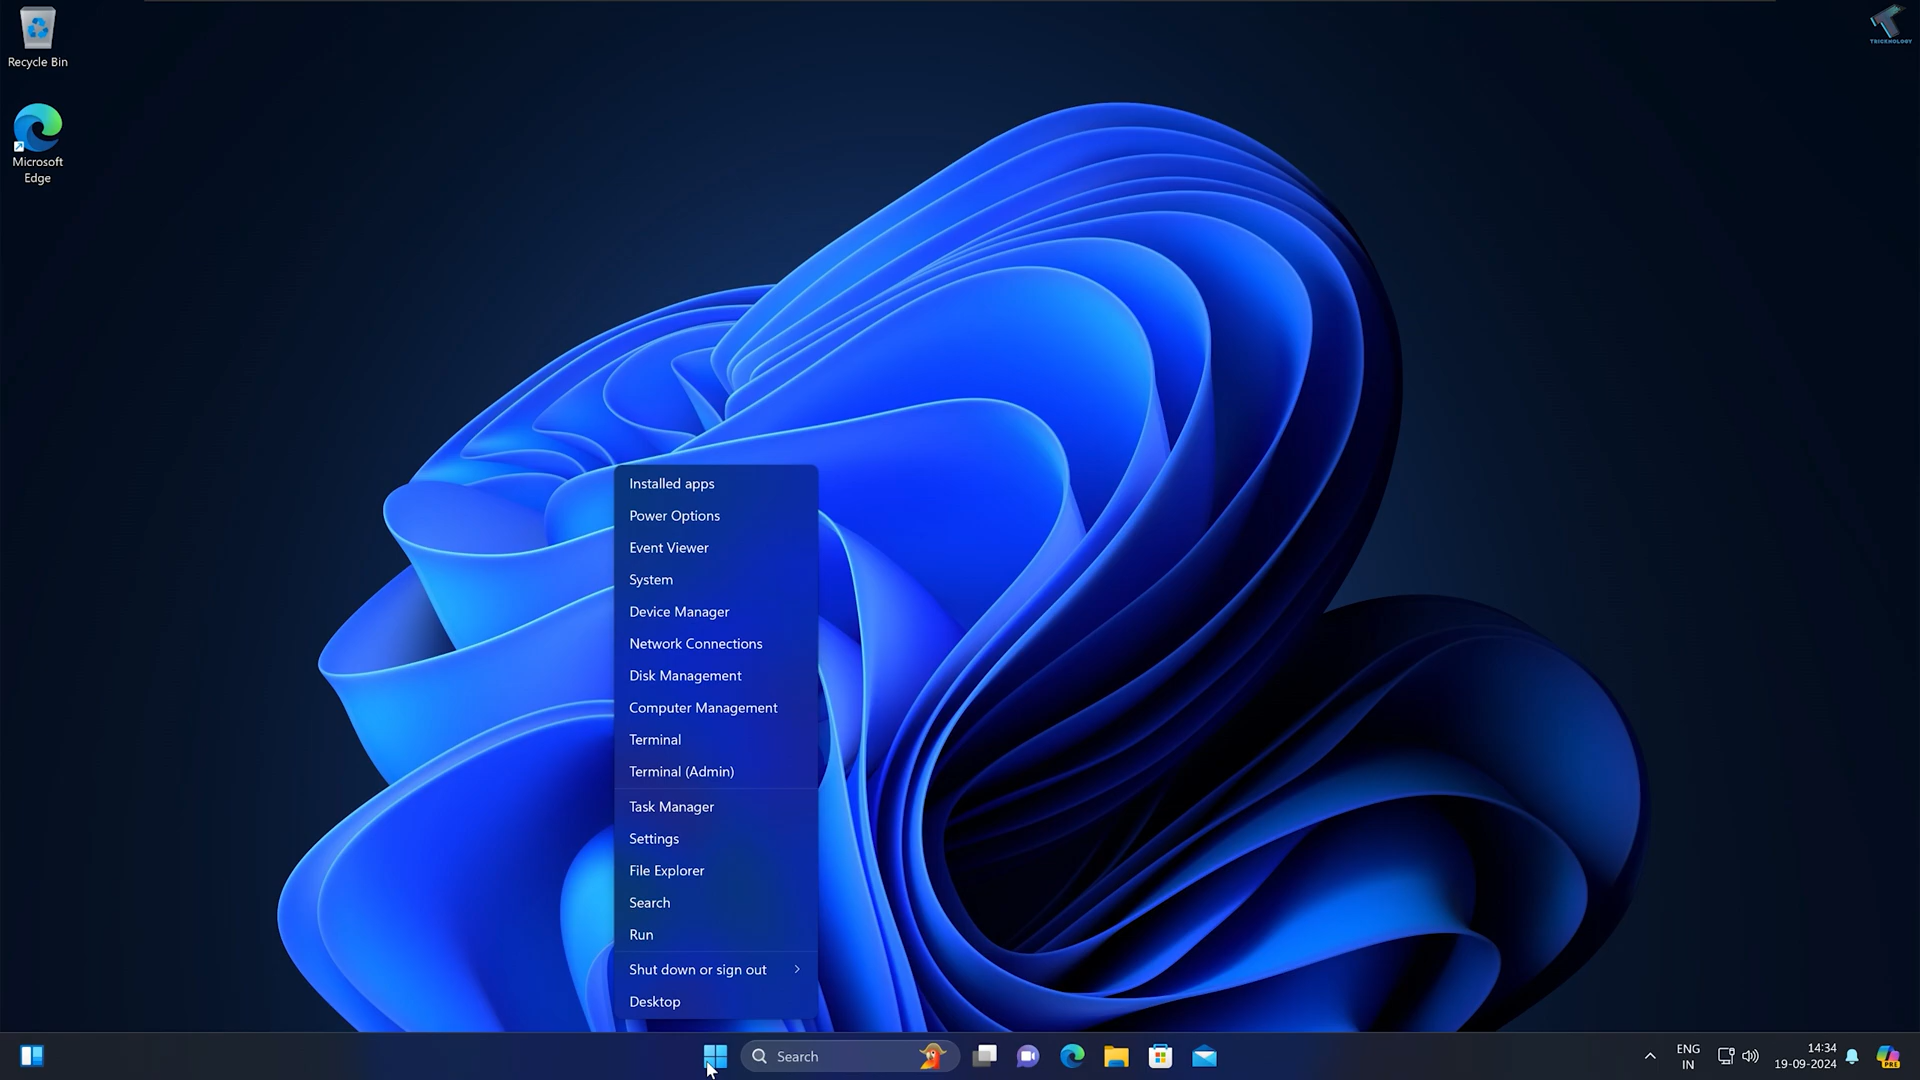 Recycle Bin
TRICKNOLOGY
Microsoft
Edge
Installed apps
Power Options
Event Viewer
System
Device Manager
Network Connections
Disk Management
Computer Management
Terminal
Terminal (Admin)
Task Manager
Settings
File Explorer
Search
Run
Shut down or sign out
Desktop
Search
ENG
IN
14:34
19-09-2024
PRE